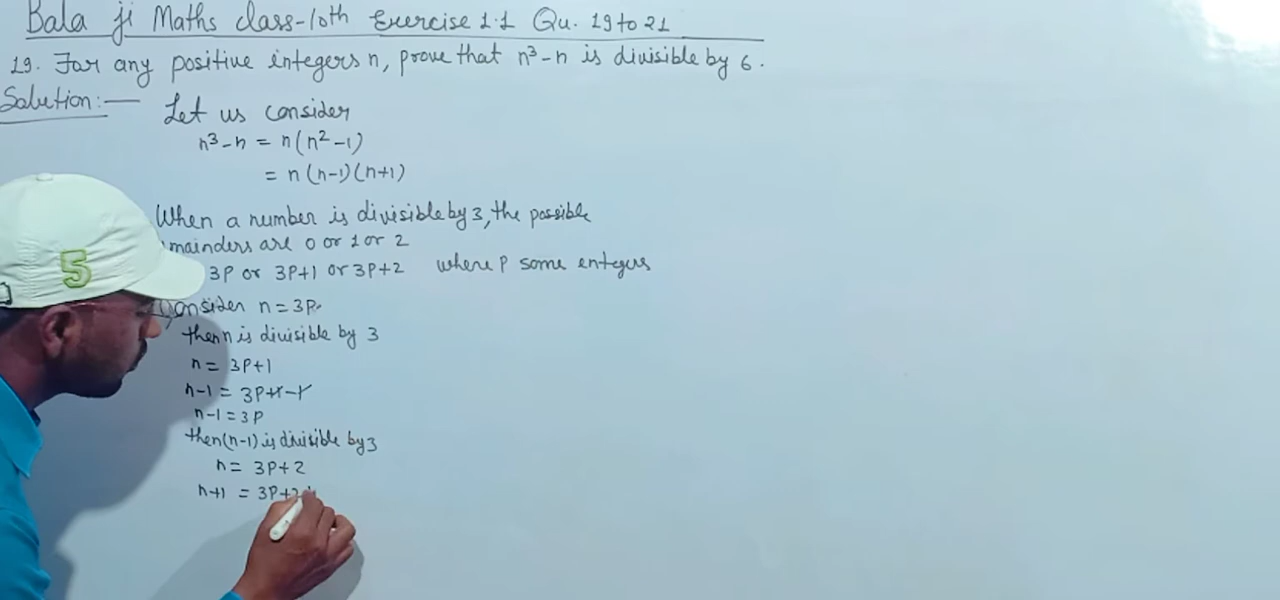 Bala ji Maths class-10th Exercise 1.1 Qu. 19 to 21
19. For any positive integers n, prove that n³-n is divisible by 6.
Solution:— Let us consider
n³-n = n(n²-1)
= n(n-1)(n+1)
When a number is divisible by 3, the possible
mainders are 0 or 1 or 2
3P or 3P+1 or 3P+2 where P some entegers
5
Consider n=3P.
then n is divisible by 3
n= 3P+1
n-1 = 3P+1-1
n-1=3P
then(n-1) is divisible by 3
n= 3P+2
n+1 = 3P+2+